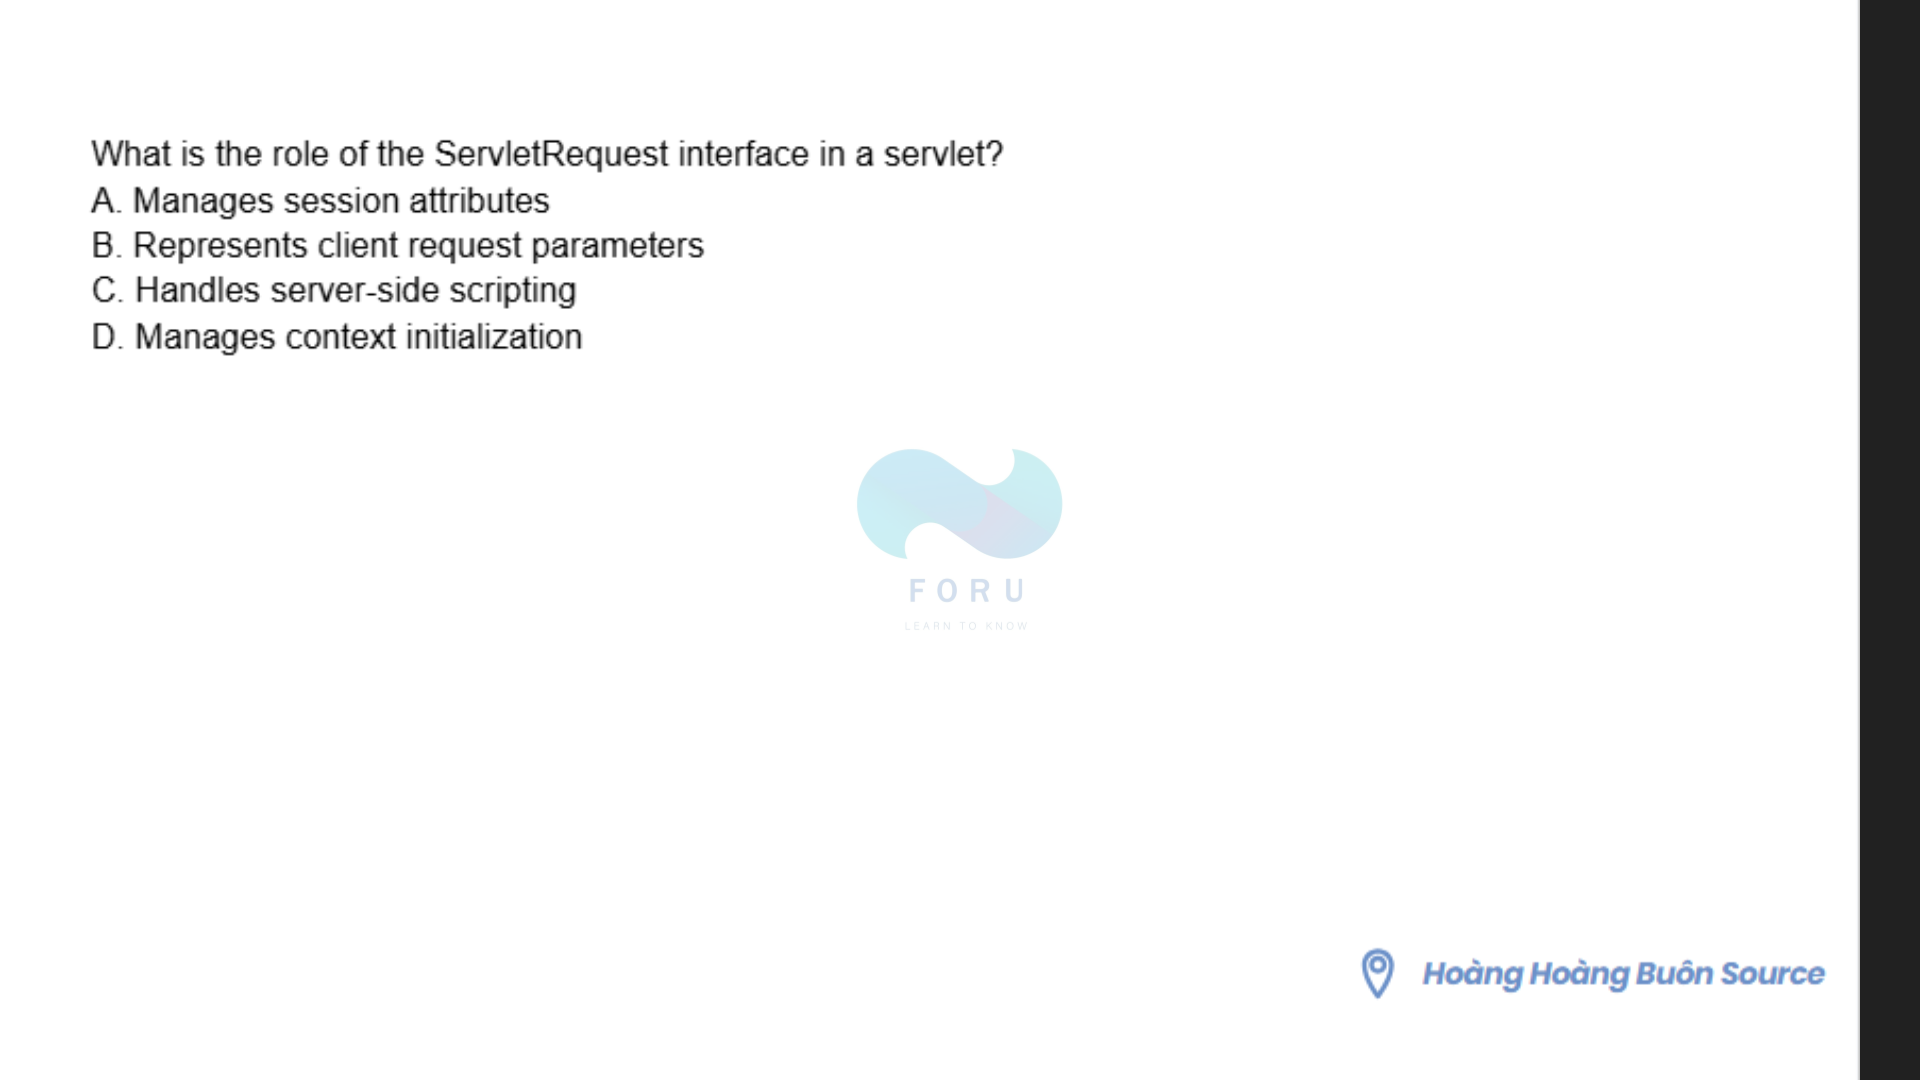 What is the role of the ServletRequest interface in a servlet?
A. Manages session attributes
B. Represents client request parameters
C. Handles server-side scripting
D. Manages context initialization
FORU
LEARN TO KNOW
Hoàng Hoàng Buôn Source